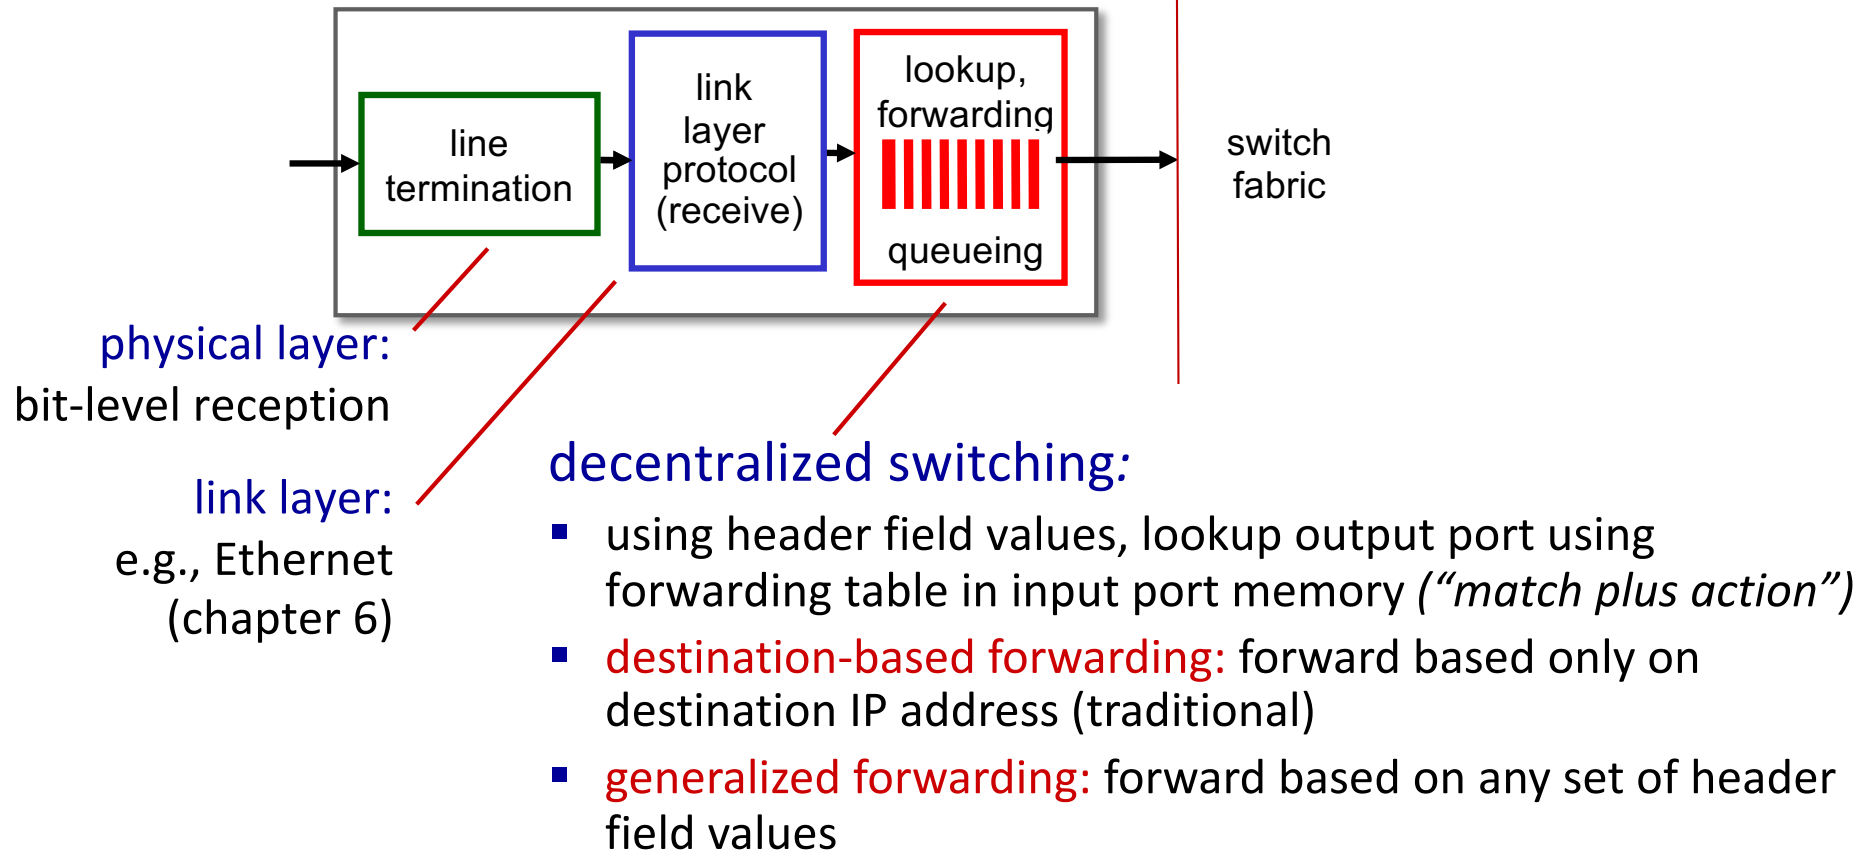 line
termination
link
layer
protocol
(receive)
lookup,
forwarding
queueing
switch
fabric
physical layer:
bit-level reception
link layer:
e.g., Ethernet
(chapter 6)
decentralized switching:
using header field values, lookup output port using
forwarding table in input port memory (“match plus action”)
destination-based forwarding: forward based only on
destination IP address (traditional)
generalized forwarding: forward based on any set of header
field values